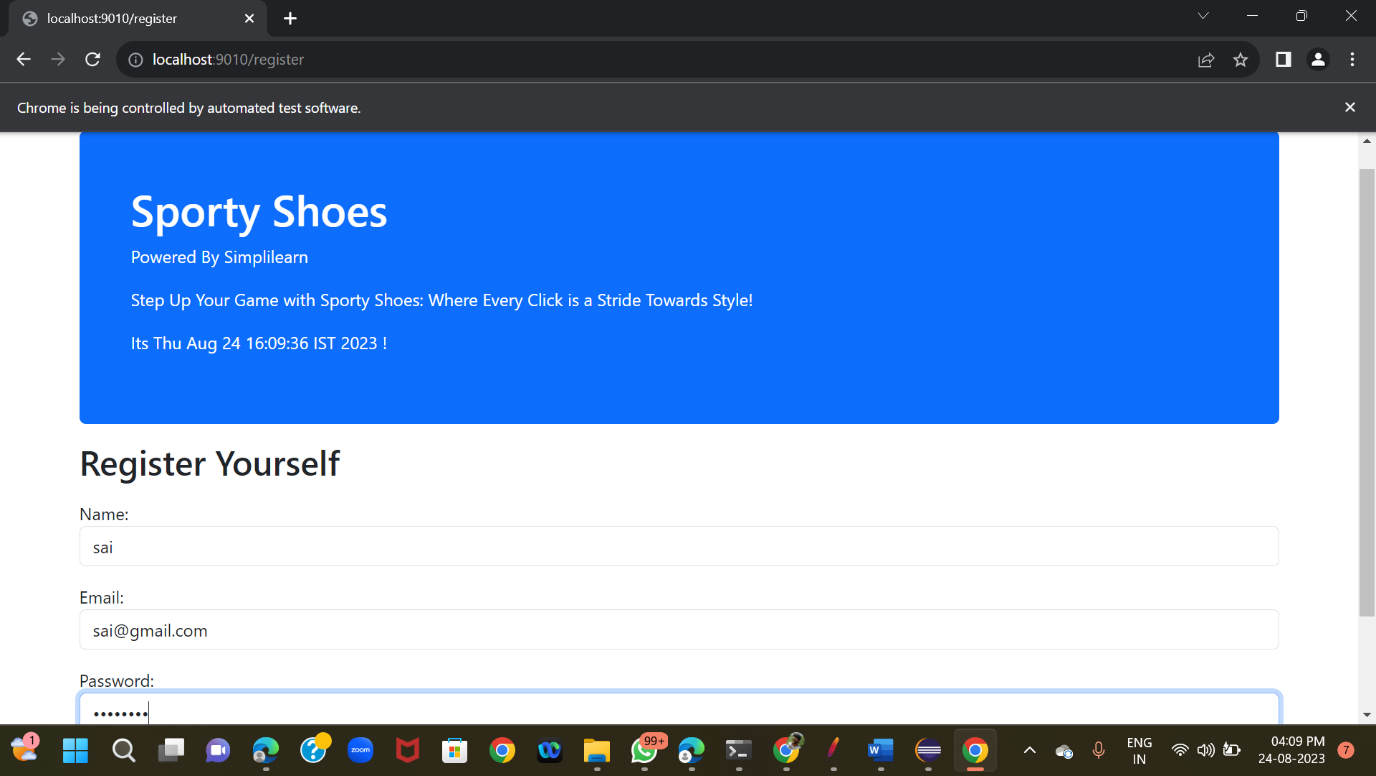 localhost:9010/register
localhost:9010/register
Chrome is being controlled by automated test software.
Sporty Shoes
Powered By Simplilearn
Step Up Your Game with Sporty Shoes: Where Every Click is a Stride Towards Style!
Its Thu Aug 24 16:09:36 IST 2023 !
Register Yourself
Name:
sai
Email:
sai@gmail.com
Password:
••••••••
1
zoom
99+
W
ENG
IN
04:09 PM
24-08-2023
7